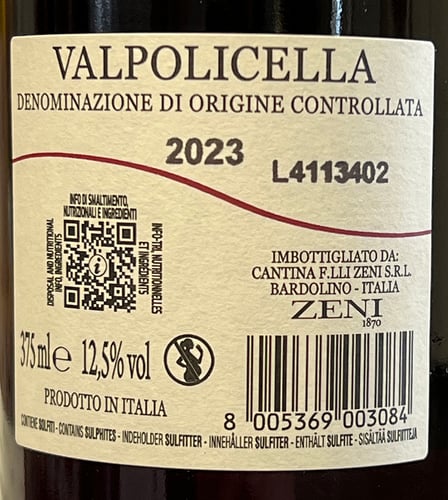 VALPOLICELLA
DENOMINAZIONE DI ORIGINE CONTROLLATA
2023
L4113402
INFO DI SMALTIMENTO,
NUTRIZIONALI E INGREDIENTI
DISPOSAL AND NUTRITIONAL
INFO, INGREDIENTS
INFO-TRI, NUTRITIONNELLES
ET INGRÉDIENTS
IMBOTTIGLIATO DA:
CANTINA F.LLI ZENI S.R.L.
BARDOLINO - ITALIA
ZENI
1870
375 ml e 12,5% vol
PRODOTTO IN ITALIA
8 005369 003084
CONTIENE SOLFITI - CONTAINS SULPHITES - INDEHOLDER SULFITTER - INNEHÅLLER SULFITER - ENTHÄLT SULFITE - SISÄLTÄÄ SULFIITTEJA